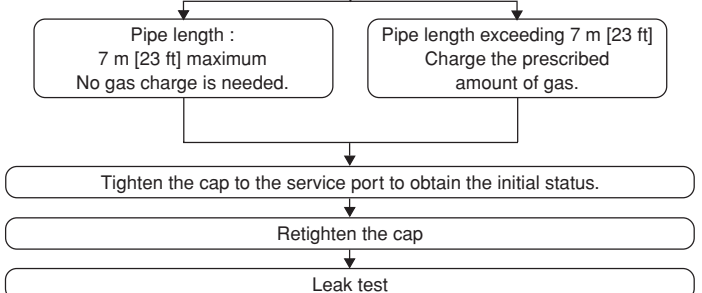 Pipe length :
7 m [23 ft] maximum
No gas charge is needed.
Pipe length exceeding 7 m [23 ft]
Charge the prescribed
amount of gas.
Tighten the cap to the service port to obtain the initial status.
Retighten the cap
Leak test